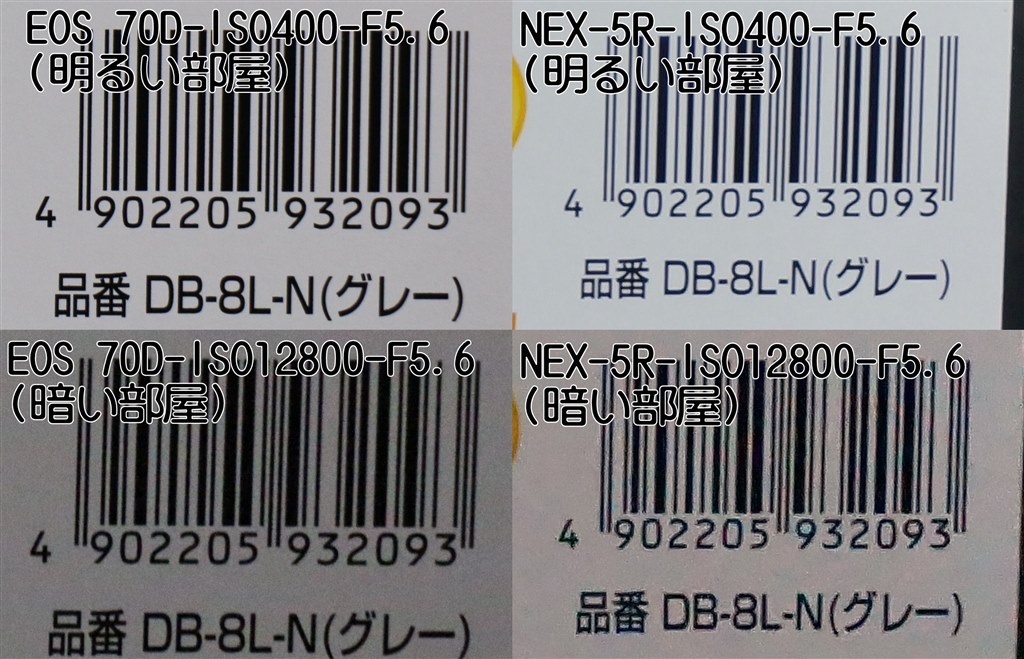 EOS 70D-ISO400-F5.6
(明るい部屋)
4 902205 932093
品番 DB-8L-N(グレー)
NEX-5R-ISO400-F5.6
(明るい部屋)
4 902205 932093
品番 DB-8L-N(グレー)
EOS 70D-ISO12800-F5.6
(暗い部屋)
4 902205 932093
品番 DB-8L-N(グレー)
NEX-5R-ISO12800-F5.6
(暗い部屋)
4 902205 932093
品番 DB-8L-N(グレー)